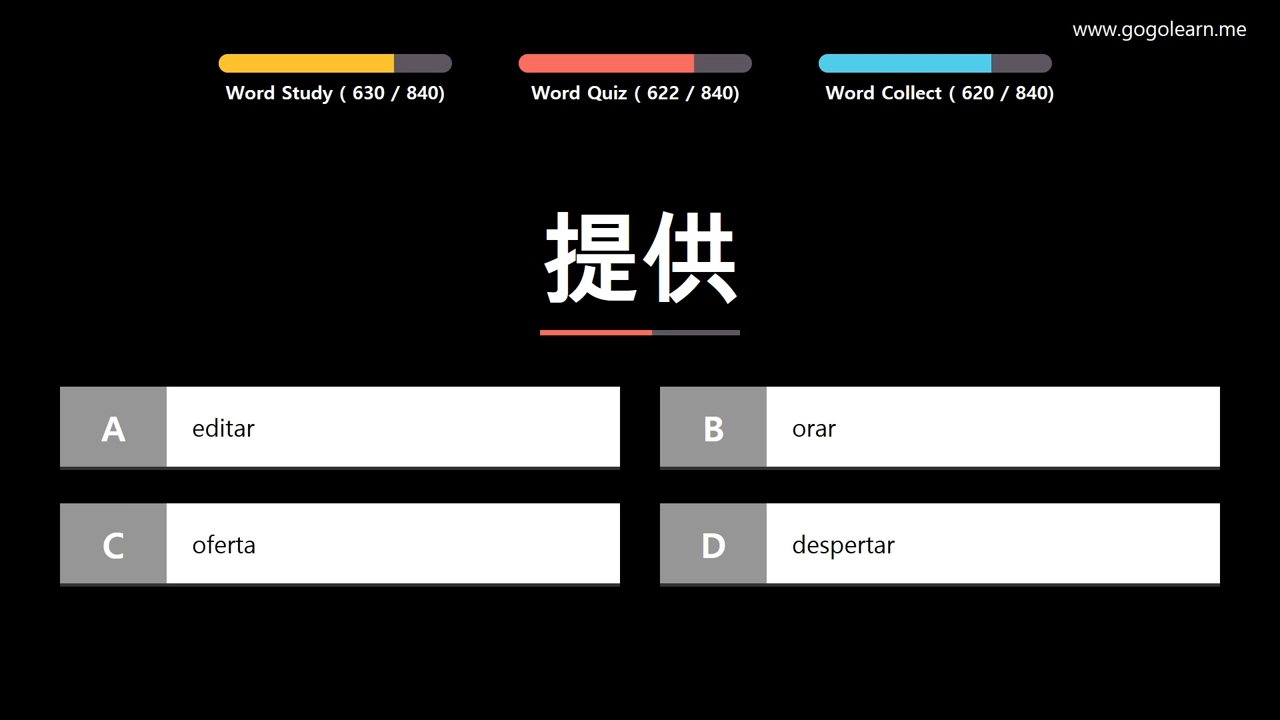 www.gogolearn.me
Word Study ( 630 / 840)
Word Quiz ( 622 / 840)
Word Collect ( 620 / 840)
提供
A editar
B orar
C oferta
D despertar